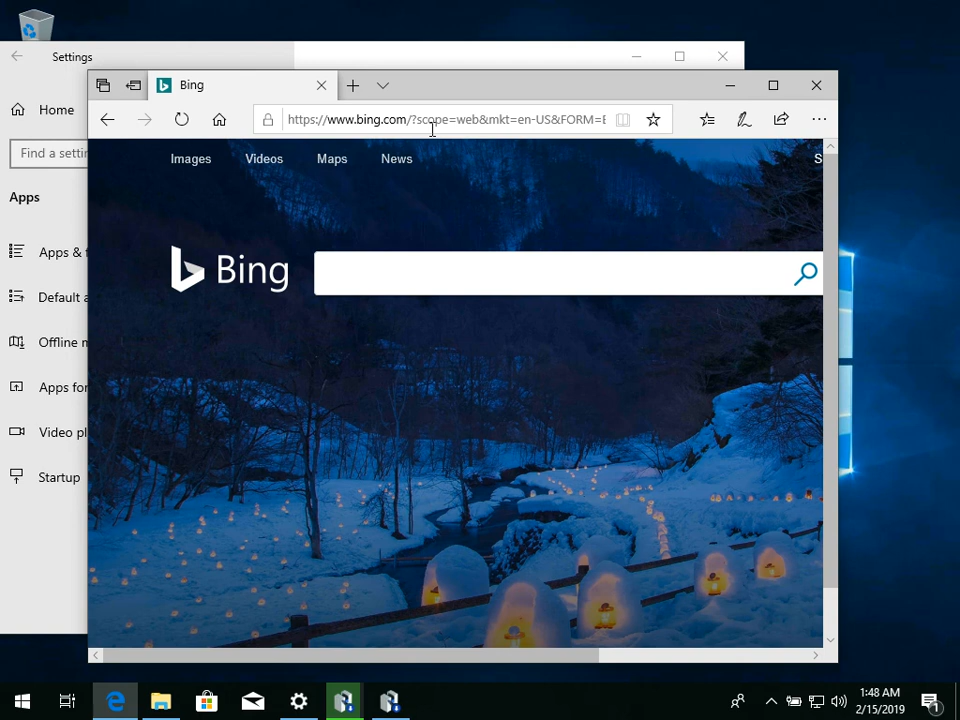 Settings
Bing
Home
https://www.bing.com/?scope=web&mkt=en-US&FORM=
Find a setti
Images Videos Maps News S
Apps
Apps & f
Bing
Default a
Offline m
Apps for
Video pl
Startup
1:48 AM
2/15/2019
1